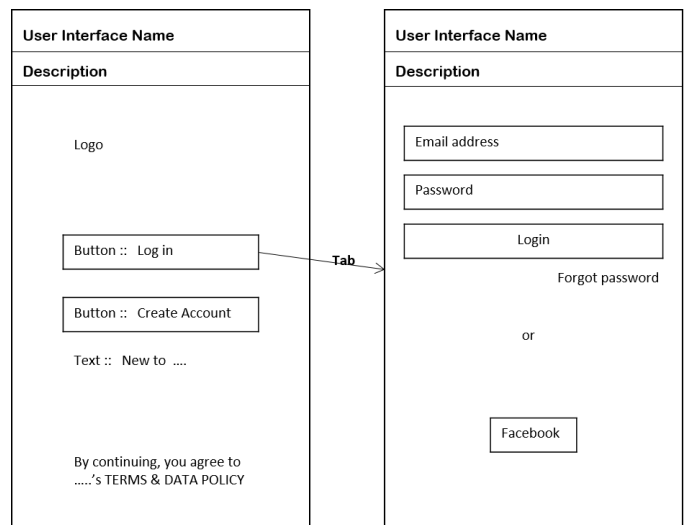 User Interface Name
Description
Logo
Button ::   Log in
Button ::   Create Account
Text ::   New to  ....
By continuing, you agree to
.....'s TERMS & DATA POLICY
Tab
User Interface Name
Description
Email address
Password
Login
Forgot password
or
Facebook